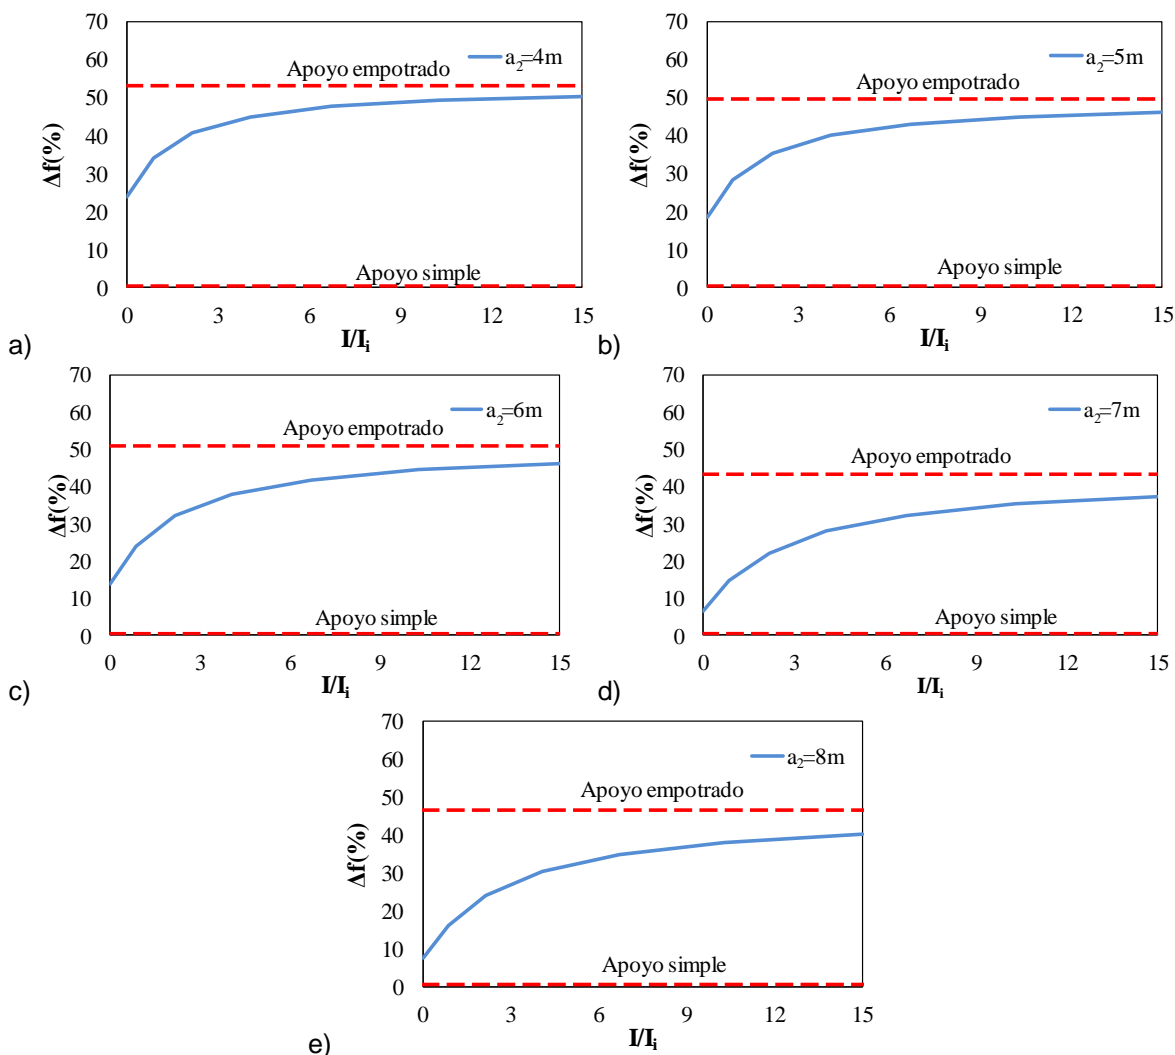 70
60
50
40
30
20
10
0
Δf(%)
a₂=4m
Apoyo empotrado
Apoyo simple
0 3 6 9 12 15
I/Iᵢ
a)
70
60
50
40
30
20
10
0
Δf(%)
a₂=5m
Apoyo empotrado
Apoyo simple
0 3 6 9 12 15
I/Iᵢ
b)
70
60
50
40
30
20
10
0
Δf(%)
a₂=6m
Apoyo empotrado
Apoyo simple
0 3 6 9 12 15
I/Iᵢ
c)
70
60
50
40
30
20
10
0
Δf(%)
a₂=7m
Apoyo empotrado
Apoyo simple
0 3 6 9 12 15
I/Iᵢ
d)
70
60
50
40
30
20
10
0
Δf(%)
a₂=8m
Apoyo empotrado
Apoyo simple
0 3 6 9 12 15
I/Iᵢ
e)